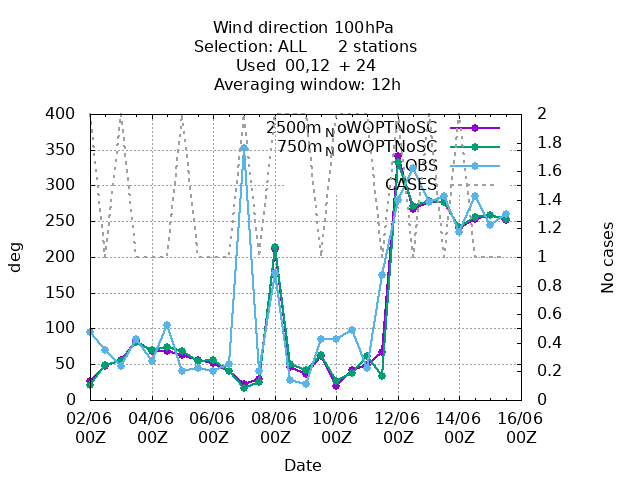 Wind direction 100hPa
Selection: ALL 2 stations
Used 00,12 + 24
Averaging window: 12h
400 2
2500m NoWOPTNoSC
750m NoWOPTNoSC
350 1.8
OBS
300 1.6
CASES
250 1.4
200 1.2
150 1
100 0.8
50 0.6
0 0.4
0.2
0
deg
No cases
02/06 04/06 06/06 08/06 10/06 12/06 14/06 16/06
00Z 00Z 00Z 00Z 00Z 00Z 00Z 00Z
Date